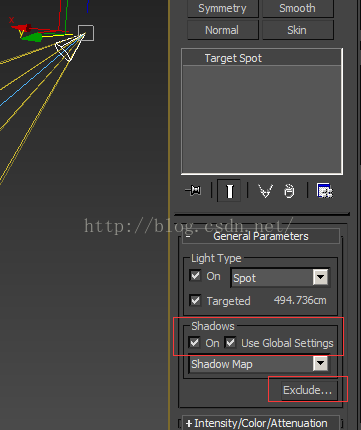 Symmetry Smooth
Normal Skin
x
y
Target Spot
http://blog.csdn.net/
- General Parameters
Light Type
On Spot
Targeted 494.736cm
Shadows
On Use Global Settings
Shadow Map
Exclude...
+ Intensity/Color/Attenuation